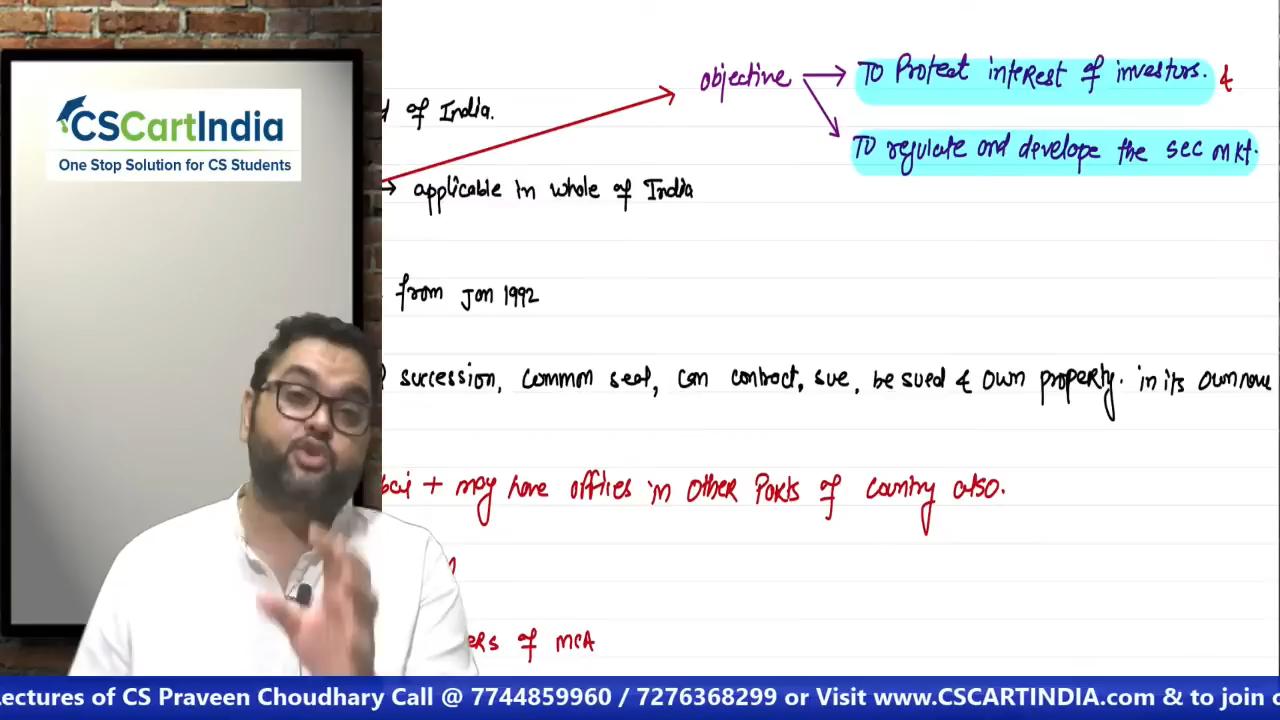 CSCartIndia
One Stop Solution for CS Students
objective → To Protect interest of investors. &
To regulate and develope the sec mkt.
of India.
→ applicable in whole of India
from Jan 1992
succession, common seal, can contract, sue, be sued & own property. in its own name
bai + may have offices in other Parts of country also.
ers of MCA
ectures of CS Praveen Choudhary Call @ 7744859960 / 7276368299 or Visit www.CSCARTINDIA.com & to join